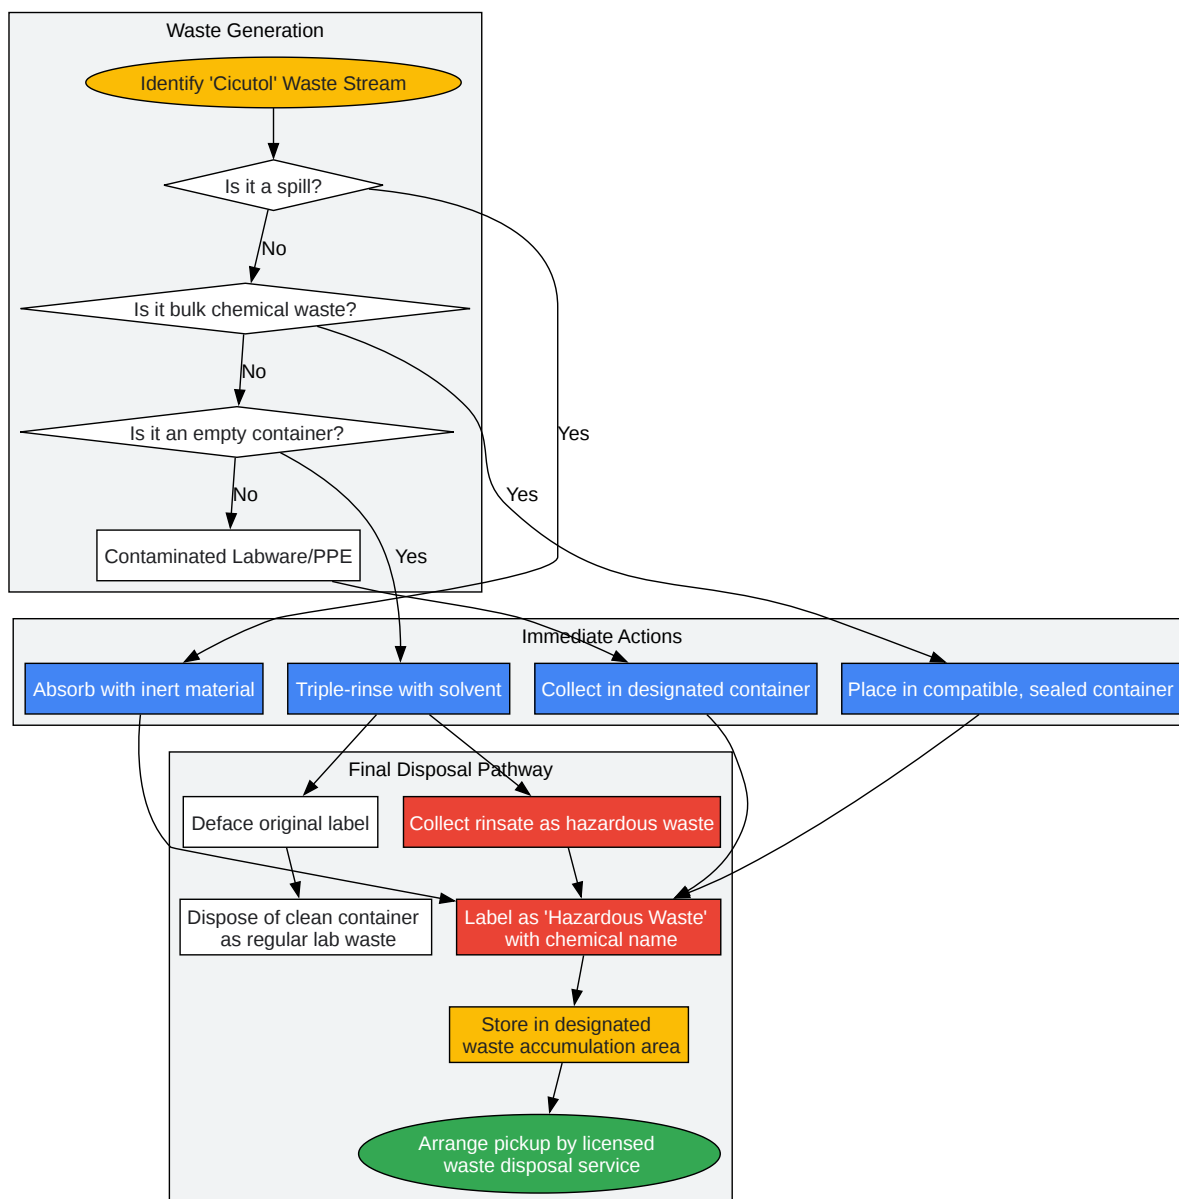 Waste Generation
Identify 'Cicutol' Waste Stream
Is it a spill?
No
Is it bulk chemical waste?
No
Yes
Is it an empty container?
Yes
No
Yes
Contaminated Labware/PPE
Immediate Actions
Absorb with inert material
Triple-rinse with solvent
Collect in designated container
Place in compatible, sealed container
Final Disposal Pathway
Deface original label
Collect rinsate as hazardous waste
Dispose of clean container
as regular lab waste
Label as 'Hazardous Waste'
with chemical name
Store in designated
waste accumulation area
Arrange pickup by licensed
waste disposal service